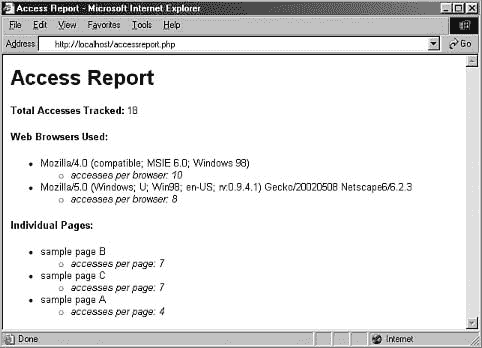 Access Report - Microsoft Internet Explorer
File Edit View Favorites Tools Help
Address http://localhost/accessreport.php Go
Access Report
Total Accesses Tracked: 18
Web Browsers Used:
Mozilla/4.0 (compatible; MSIE 6.0; Windows 98)
accesses per browser: 10
Mozilla/5.0 (Windows; U; Win98; en-US; rv:0.9.4.1) Gecko/20020508 Netscape6/6.2.3
accesses per browser: 8
Individual Pages:
sample page B
accesses per page: 7
sample page C
accesses per page: 7
sample page A
accesses per page: 4
Done Internet